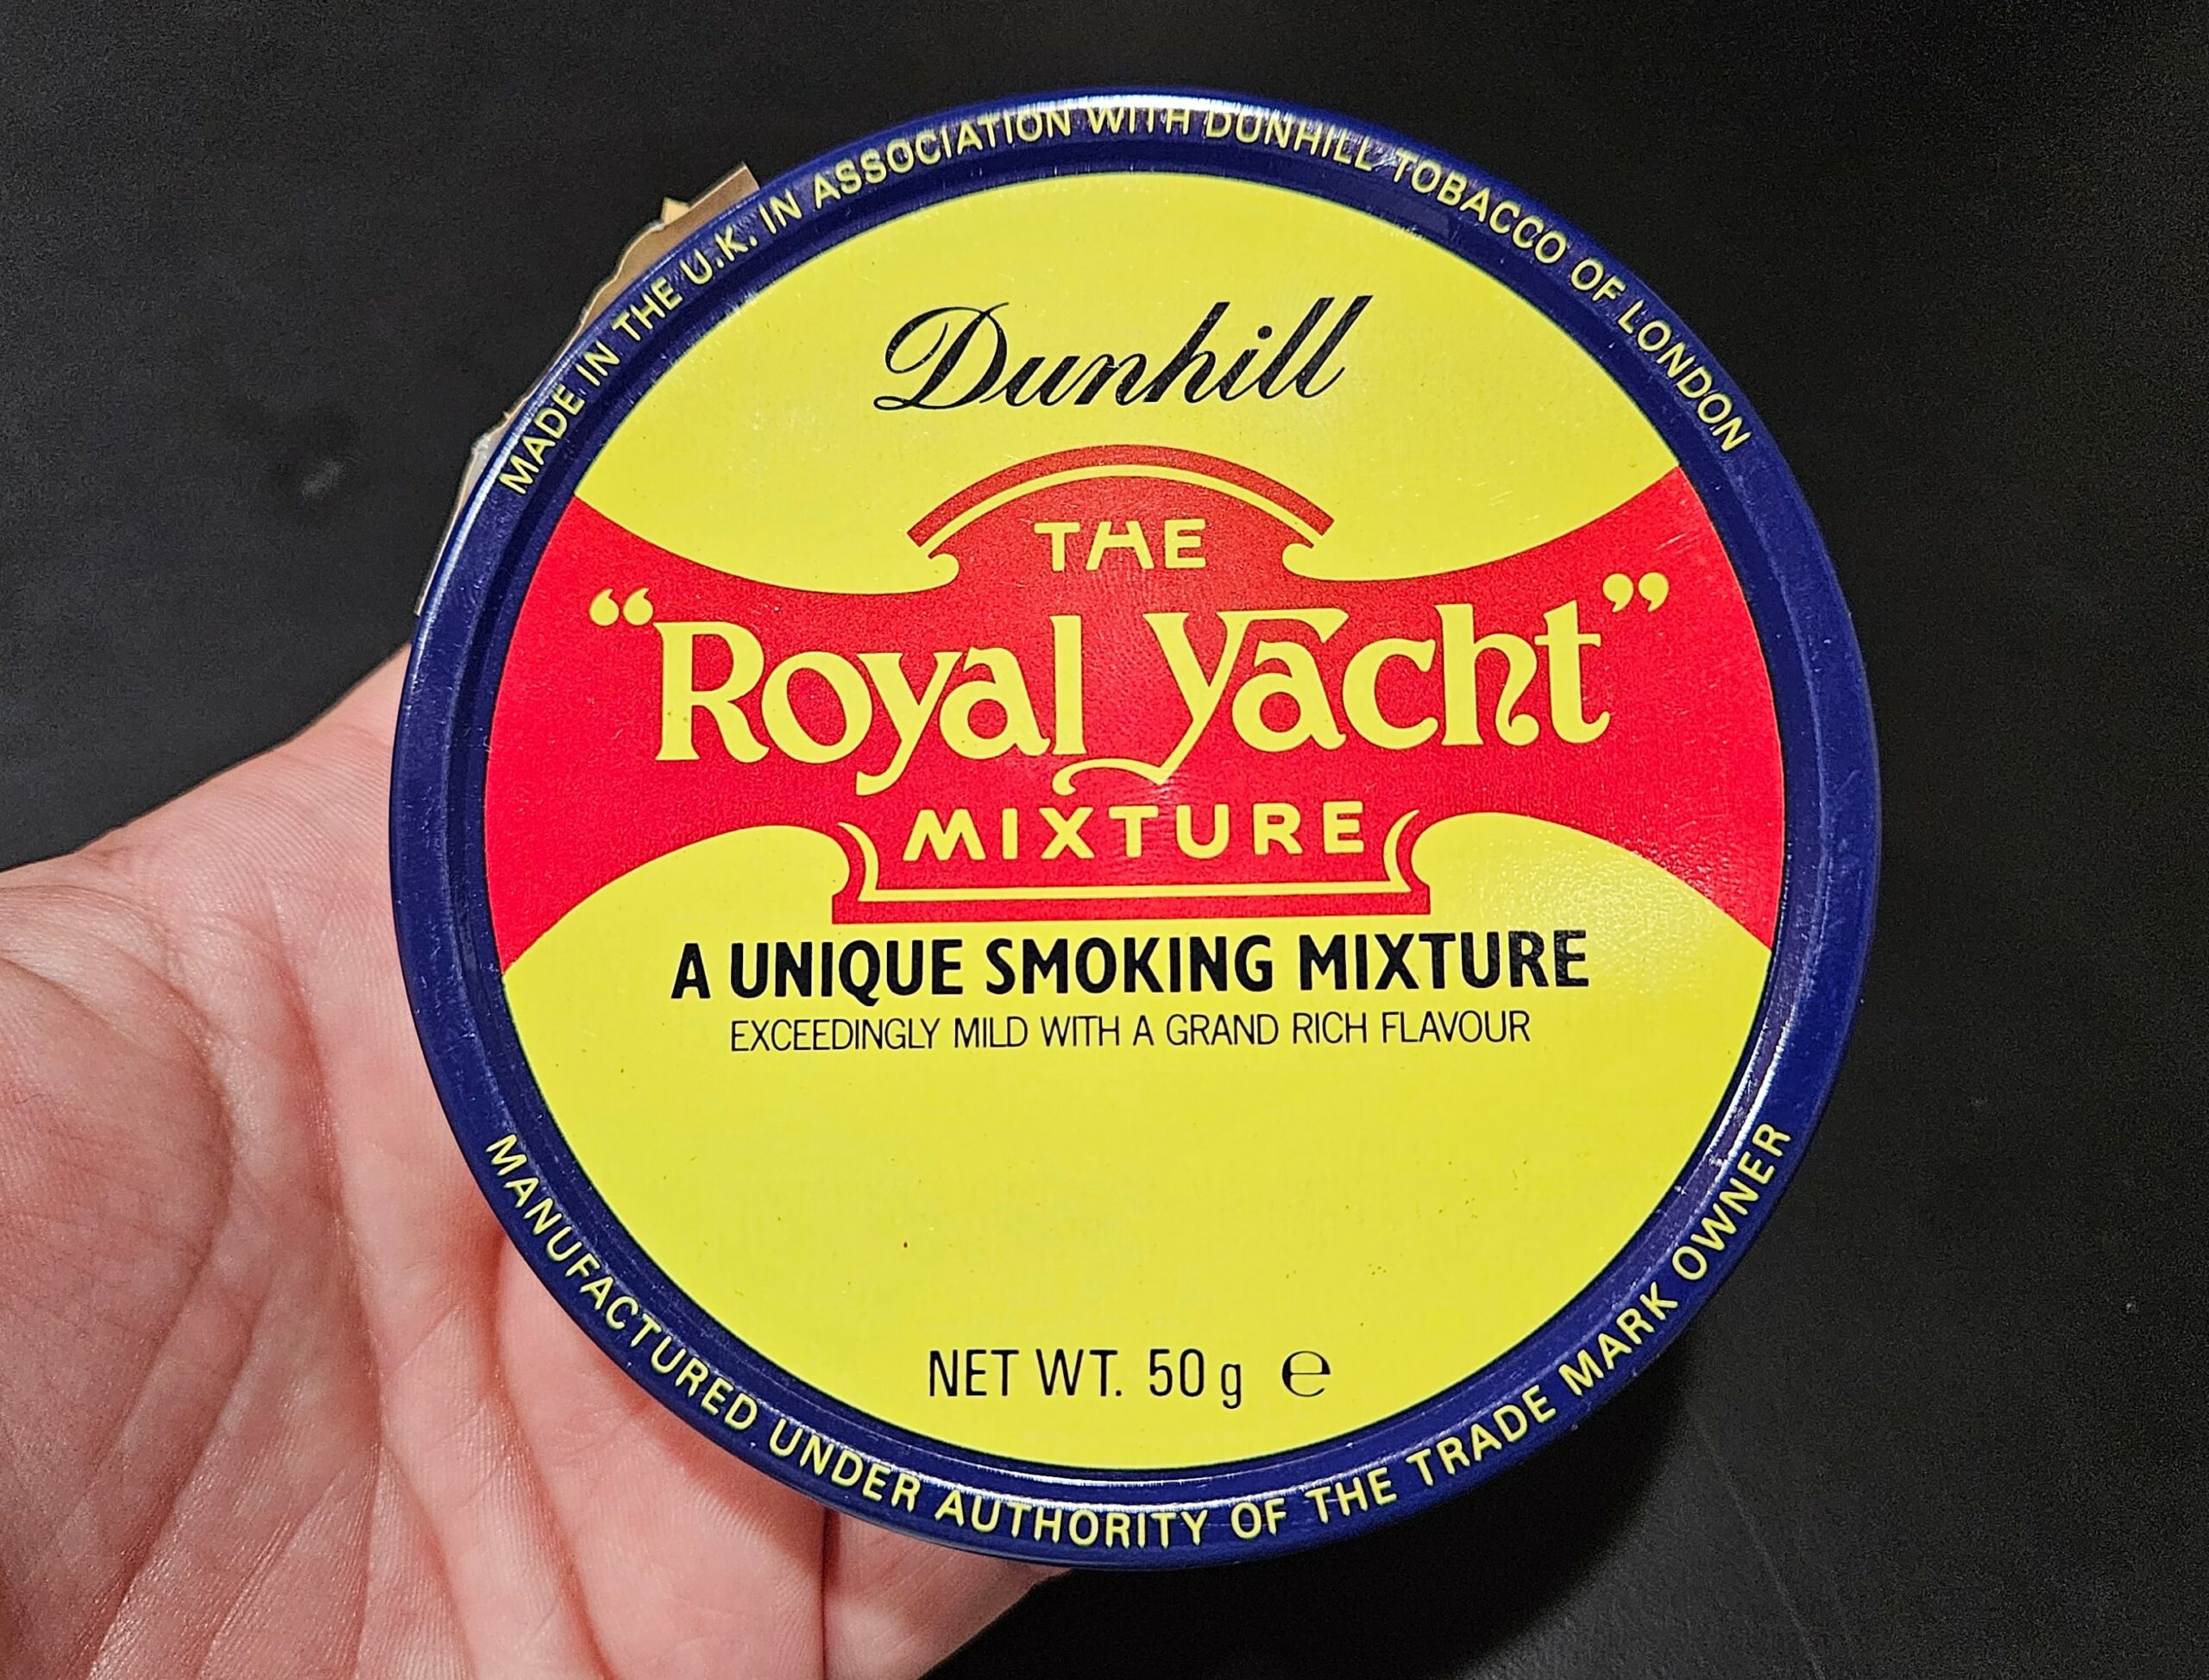 MADE IN THE U.K. IN ASSOCIATION WITH DUNHILL TOBACCO OF LONDON
Dunhill
THE
“Royal Yacht”
MIXTURE
A UNIQUE SMOKING MIXTURE
EXCEEDINGLY MILD WITH A GRAND RICH FLAVOUR
NET WT. 50g ℮
MANUFACTURED UNDER AUTHORITY OF THE TRADE MARK OWNER